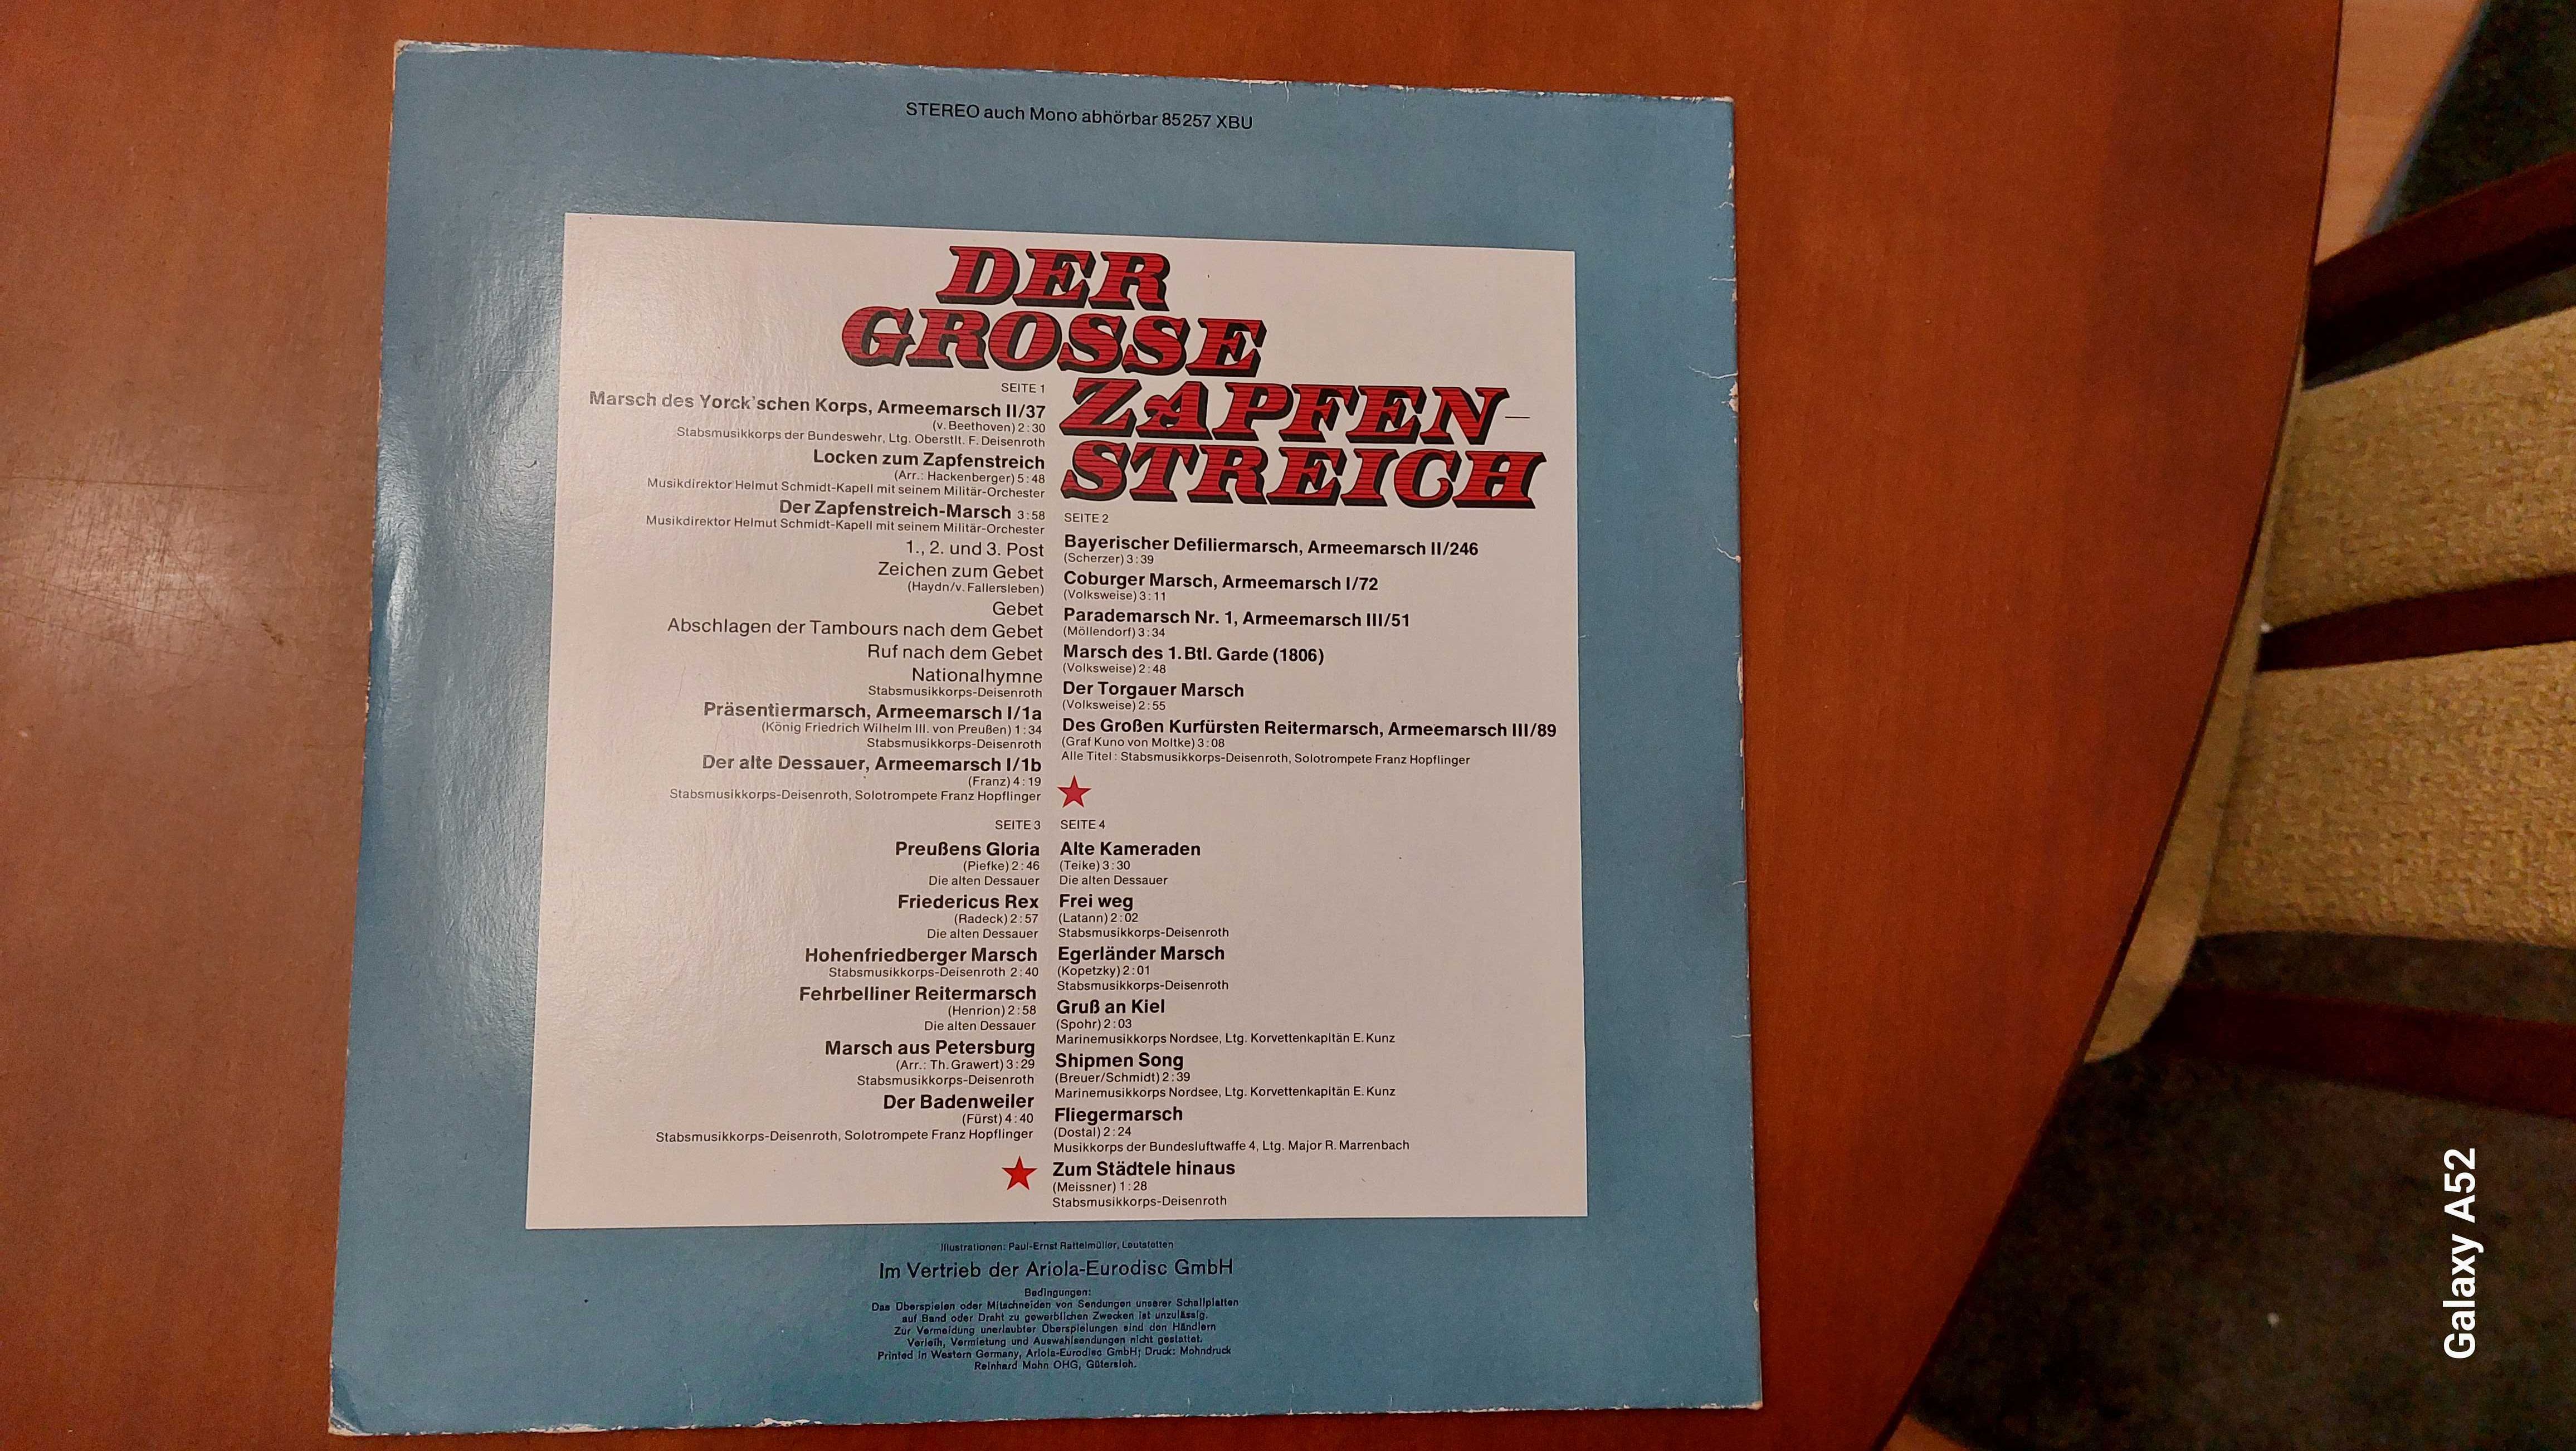 STEREO auch Mono abhörbar 85257 XBU
DER
GROSSE
ZAPFEN-
STREICH
SEITE 1
Marsch des Yorck'schen Korps, Armeemarsch II/37
(v. Beethoven) 2:30
Stabsmusikkorps der Bundeswehr, Ltg. Oberstlt. F. Deisenroth
Locken zum Zapfenstreich
(Arr.: Hackenberger) 5:48
Musikdirektor Helmut Schmidt-Kapell mit seinem Militär-Orchester
Der Zapfenstreich-Marsch 3:58
Musikdirektor Helmut Schmidt-Kapell mit seinem Militär-Orchester
1., 2. und 3. Post
Zeichen zum Gebet
(Haydn/v. Fallersleben)
Gebet
Abschlagen der Tambours nach dem Gebet
Ruf nach dem Gebet
Nationalhymne
Stabsmusikkorps-Deisenroth
Präsentiermarsch, Armeemarsch I/1a
(König Friedrich Wilhelm III. von Preußen) 1:34
Stabsmusikkorps-Deisenroth
Der alte Dessauer, Armeemarsch I/1b
(Franz) 4:19
Stabsmusikkorps-Deisenroth, Solotrompete Franz Hopflinger
SEITE 2
Bayerischer Defiliermarsch, Armeemarsch II/246
(Scherzer) 3:39
Coburger Marsch, Armeemarsch I/72
(Volksweise) 3:11
Parademarsch Nr. 1, Armeemarsch III/51
(Möllendorf) 3:34
Marsch des 1. Btl. Garde (1806)
(Volksweise) 2:48
Der Torgauer Marsch
(Volksweise) 2:55
Des Großen Kurfürsten Reitermarsch, Armeemarsch III/89
(Graf Kuno von Moltke) 3:08
Alle Titel: Stabsmusikkorps-Deisenroth, Solotrompete Franz Hopflinger
SEITE 3
Preußens Gloria
(Piefke) 2:46
Die alten Dessauer
Friedericus Rex
(Radeck) 2:57
Die alten Dessauer
Hohenfriedberger Marsch
Stabsmusikkorps-Deisenroth 2:40
Fehrbelliner Reitermarsch
(Henrion) 2:58
Die alten Dessauer
Marsch aus Petersburg
(Arr.: Th. Grawert) 3:29
Stabsmusikkorps-Deisenroth
Der Badenweiler
(Fürst) 4:40
Stabsmusikkorps-Deisenroth, Solotrompete Franz Hopflinger
SEITE 4
Alte Kameraden
(Teike) 3:30
Die alten Dessauer
Frei weg
(Latann) 2:02
Stabsmusikkorps-Deisenroth
Egerländer Marsch
(Kopetzky) 2:01
Stabsmusikkorps-Deisenroth
Gruß an Kiel
(Spohr) 2:03
Marinemusikkorps Nordsee, Ltg. Korvettenkapitän E. Kunz
Shipmen Song
(Breuer/Schmidt) 2:39
Marinemusikkorps Nordsee, Ltg. Korvettenkapitän E. Kunz
Fliegermarsch
(Dostal) 2:24
Musikkorps der Bundesluftwaffe 4, Ltg. Major R. Marrenbach
Zum Städtele hinaus
(Meissner) 1:28
Stabsmusikkorps-Deisenroth
Illustrationen: Paul-Ernst Rattelmüller, Leutstetten
Im Vertrieb der Ariola-Eurodisc GmbH
Bedingungen:
Das Überspielen oder Mitschneiden von Sendungen unserer Schallplatten
auf Band oder Draht zu gewerblichen Zwecken ist unzulässig.
Zur Vermeidung unerlaubter Überspielungen sind den Händlern
Verleih, Vermietung und Auswahlsendungen nicht gestattet.
Printed in Western Germany, Ariola-Eurodisc GmbH; Druck: Mohndruck
Reinhard Mohn OHG, Gütersloh.
Galaxy A52